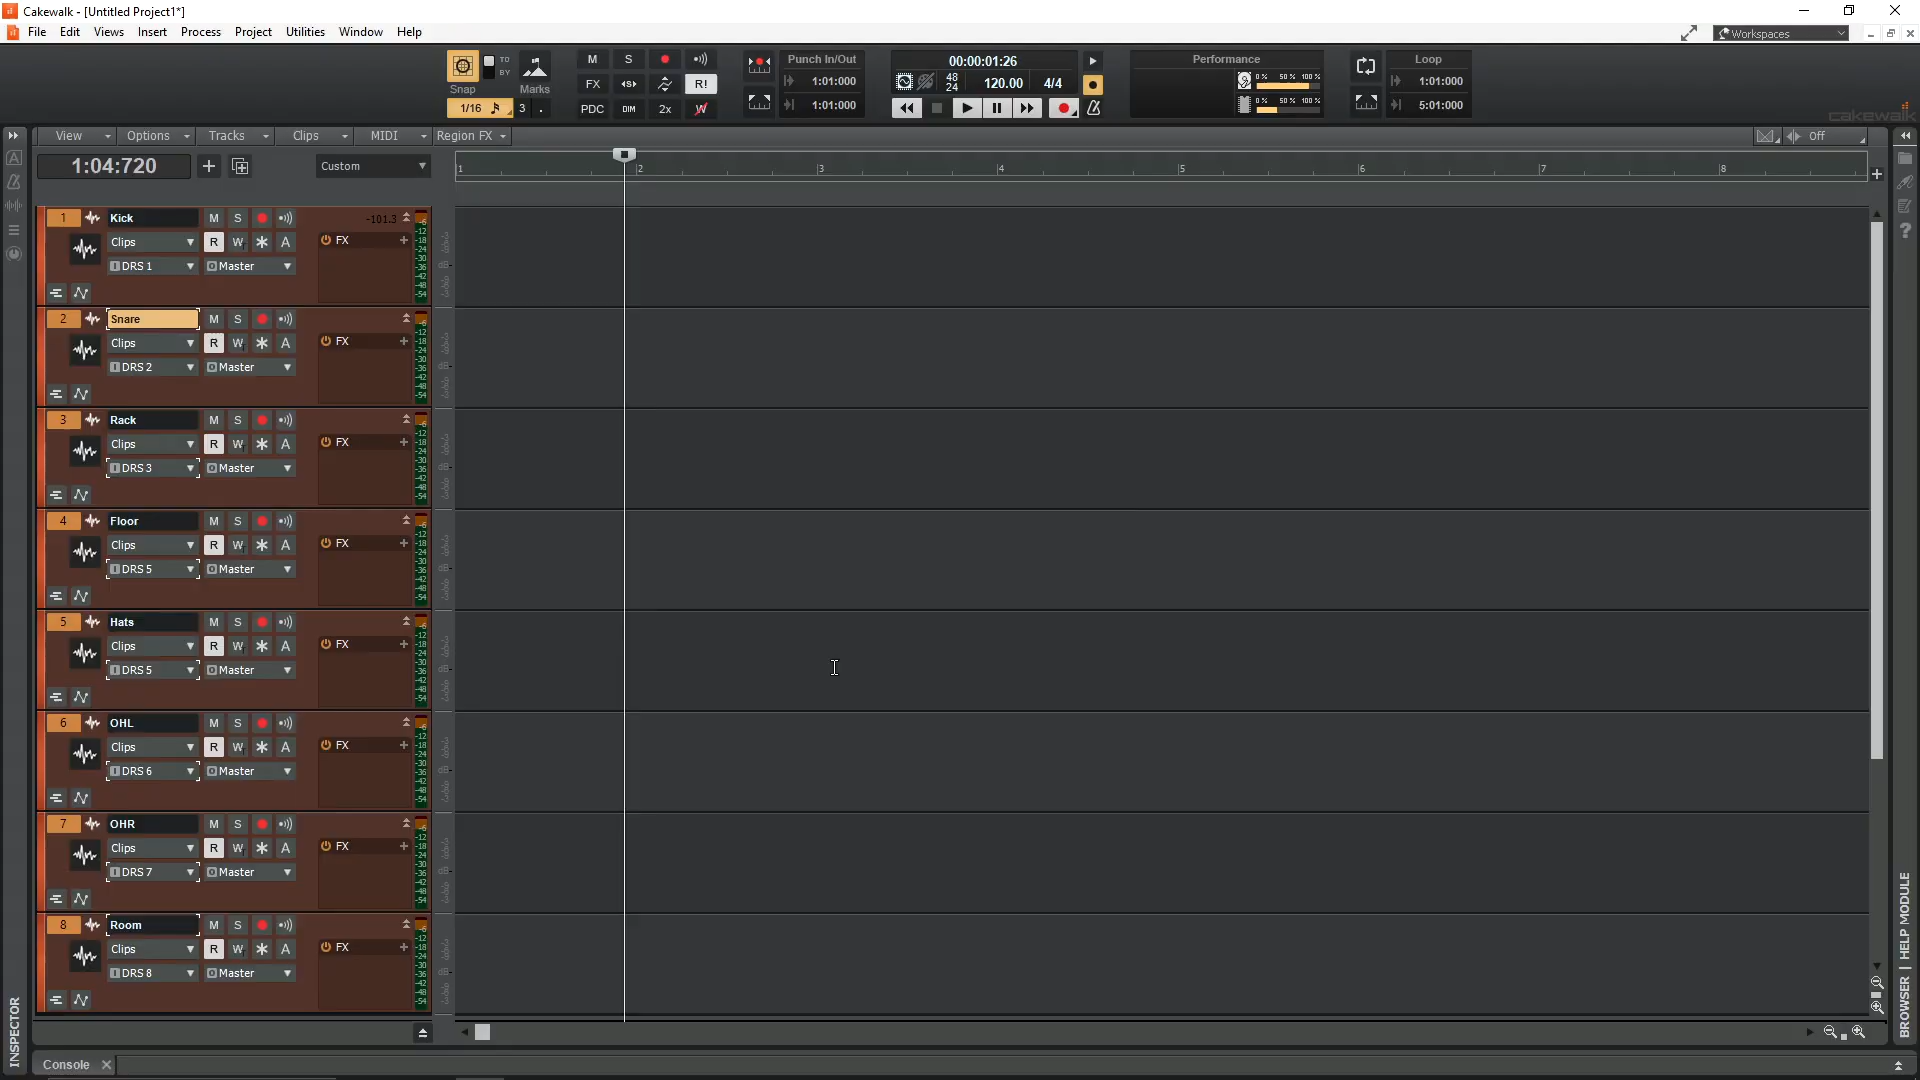 Cakewalk - [Untitled Project1*]
File Edit Views Insert Process Project Utilities Window Help
Workspaces
Snap TO BY Marks
1/16 3 .
M S
FX R!
PDC DIM 2x W
Punch In/Out
1:01:000
1:01:000
00:00:01:26
48 24 120.00 4/4
Performance
0 % 50 % 100 %
0 % 50 % 100 %
Loop
1:01:000
5:01:000
cakewalk
View Options Tracks Clips MIDI Region FX Off
1:04:720 + Custom
1 2 3 4 5 6 7 8
1 Kick M S -101.3
Clips R W A FX
DRS 1 Master
2 Snare M S
Clips R W A FX
DRS 2 Master
3 Rack M S
Clips R W A FX
DRS 3 Master
4 Floor M S
Clips R W A FX
DRS 5 Master
5 Hats M S
Clips R W A FX
DRS 5 Master
6 OHL M S
Clips R W A FX
DRS 6 Master
7 OHR M S
Clips R W A FX
DRS 7 Master
8 Room M S
Clips R W A FX
DRS 8 Master
INSPECTOR
BROWSER | HELP MODULE
Console